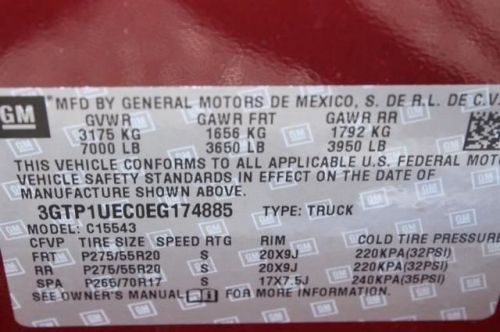 GM
MFD BY GENERAL MOTORS DE MEXICO, S. DE R.L. DE C.V.
GVWR GAWR FRT GAWR RR
3175 KG 1656 KG 1792 KG
7000 LB 3650 LB 3950 LB
THIS VEHICLE CONFORMS TO ALL APPLICABLE U.S. FEDERAL MOTOR
VEHICLE SAFETY STANDARDS IN EFFECT ON THE DATE OF
MANUFACTURE SHOWN ABOVE.
3GTP1UEC0EG174885 TYPE: TRUCK
MODEL: C15543
CFVP TIRE SIZE SPEED RTG RIM COLD TIRE PRESSURE
FRT P275/55R20 S 20X9J 220KPA(32PSI)
RR P275/55R20 S 20X9J 220KPA(32PSI)
SPA P265/70R17 S 17X7.5J 240KPA(35PSI)
SEE OWNER'S MANUAL FOR MORE INFORMATION.